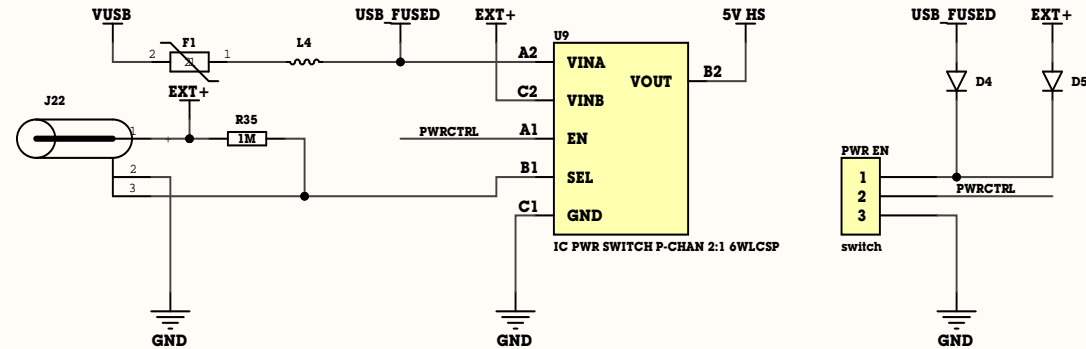 VUSB
USB_FUSED
EXT+
5V HS
USB_FUSED
EXT+
F1
2
1
L4
U9
A2
VINA
VOUT
B2
D4
D5
EXT+
C2
VINB
J22
R35
1
+
1M
PWRCTRL
A1
EN
PWR EN
2
B1
SEL
1
3
2
PWRCTRL
C1
GND
3
IC PWR SWITCH P-CHAN 2:1 6WLCSP
switch
GND
GND
GND